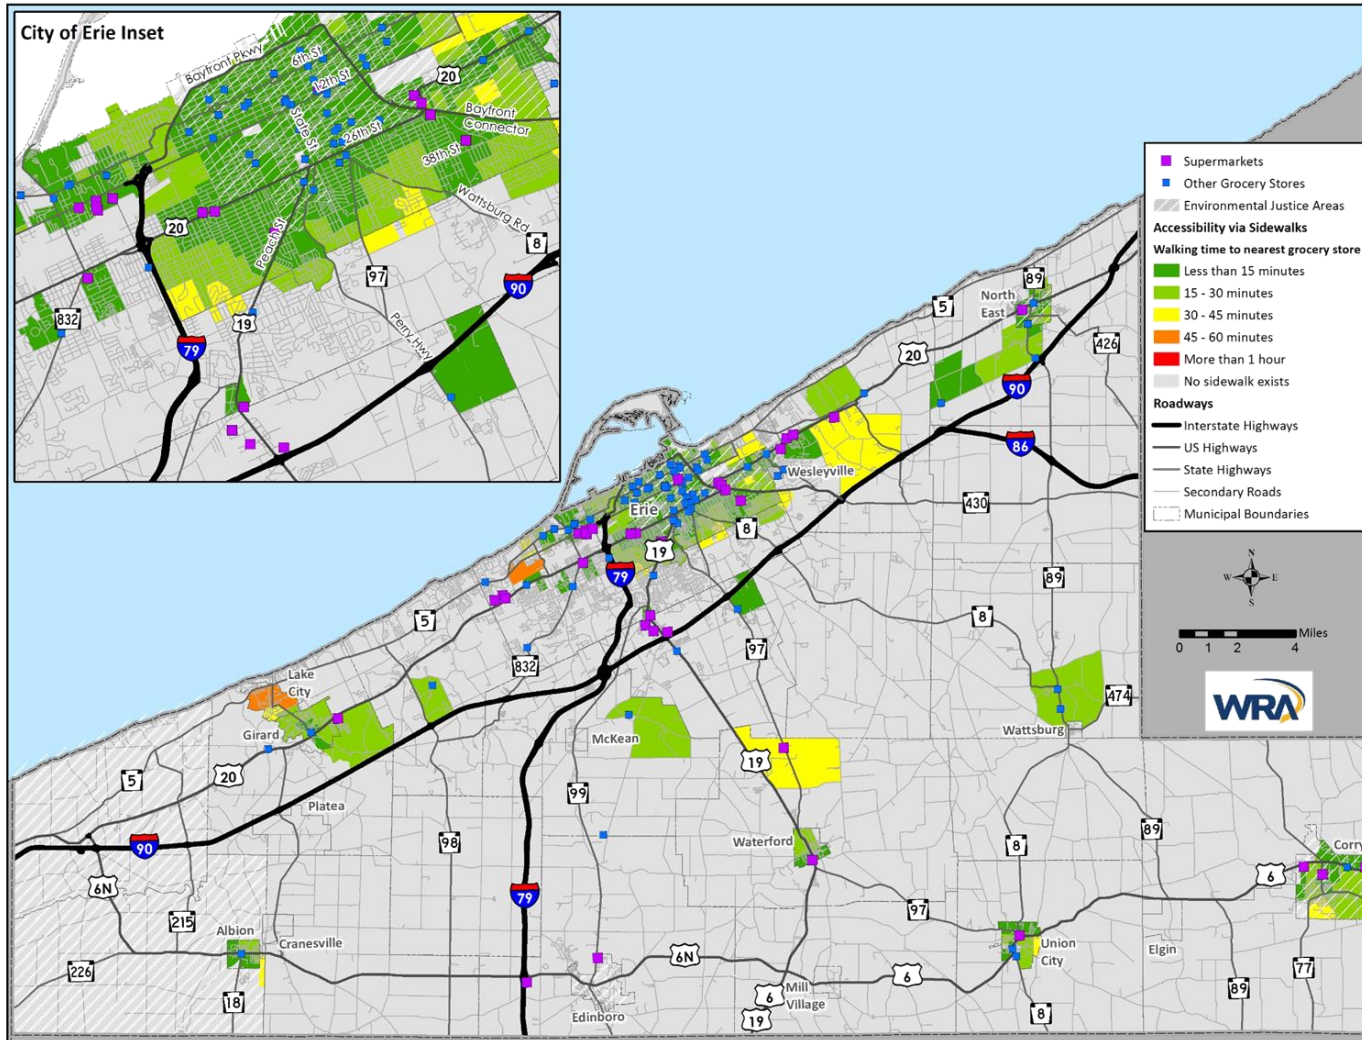 City of Erie Inset
Bayfront Pkwy
6th St
12th St
State St
26th St
20
Bayfront
Connector
38th St
Wattsburg Rd
8
20
Peach St
97
90
832
19
Perry Hwy
79
Supermarkets
Other Grocery Stores
Environmental Justice Areas
Accessibility via Sidewalks
Walking time to nearest grocery store
Less than 15 minutes
15 - 30 minutes
30 - 45 minutes
45 - 60 minutes
More than 1 hour
No sidewalk exists
Roadways
Interstate Highways
US Highways
State Highways
Secondary Roads
Municipal Boundaries
N
W
E
S
Miles
0 1 2 4
WRA
89
North
East
5
426
20
90
86
Wesleyville
430
Erie
8
19
79
89
5
8
97
832
Lake
City
474
Girard
McKean
Wattsburg
19
5
20
99
Platea
90
98
Waterford
8
89
Corry
6
6N
79
97
215
Albion
Cranesville
Union
City
Elgin
6N
226
6
77
18
6
Mill
Village
89
Edinboro
19
8